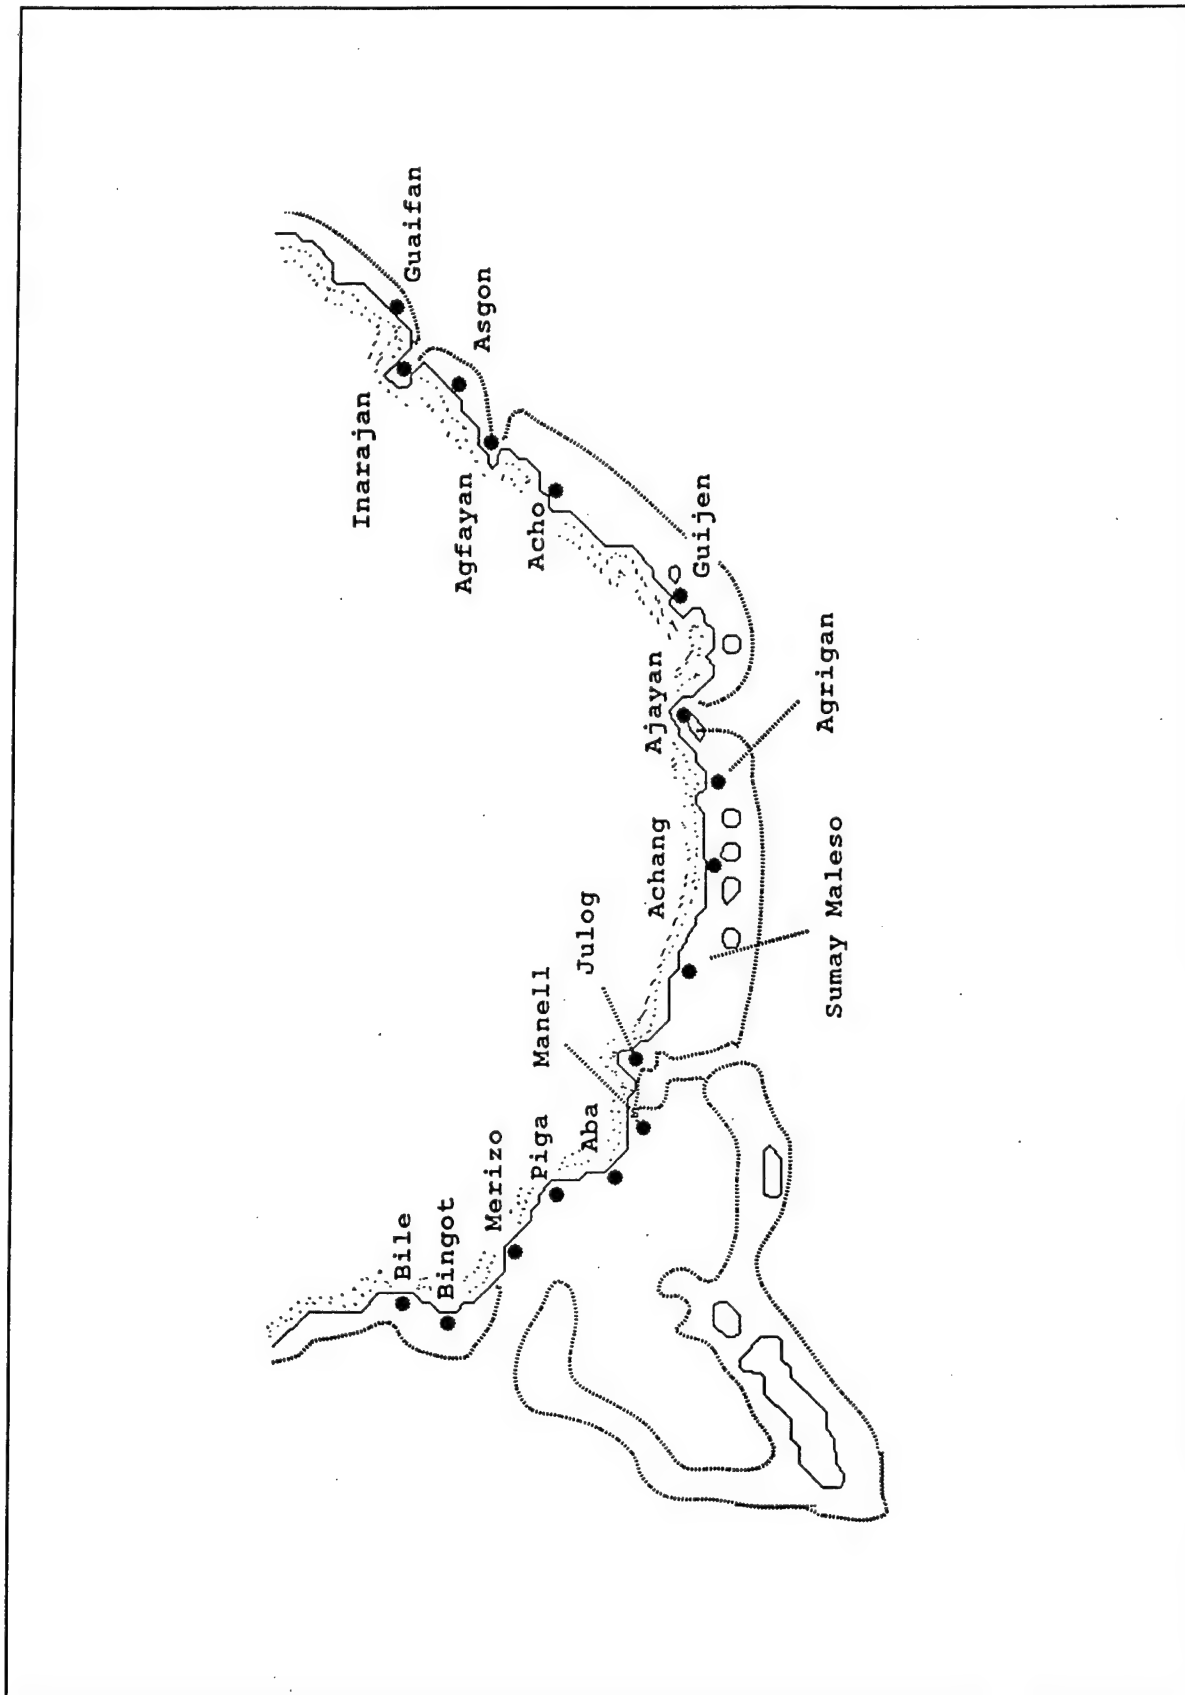 Bile
Bingot
Merizo
Piga
Aba
Manell
Julog
Sumay Maleso
Achang
Agrigan
Ajayan
Guijen
Acho
Agfayan
Inarajan
Asgon
Guaifan